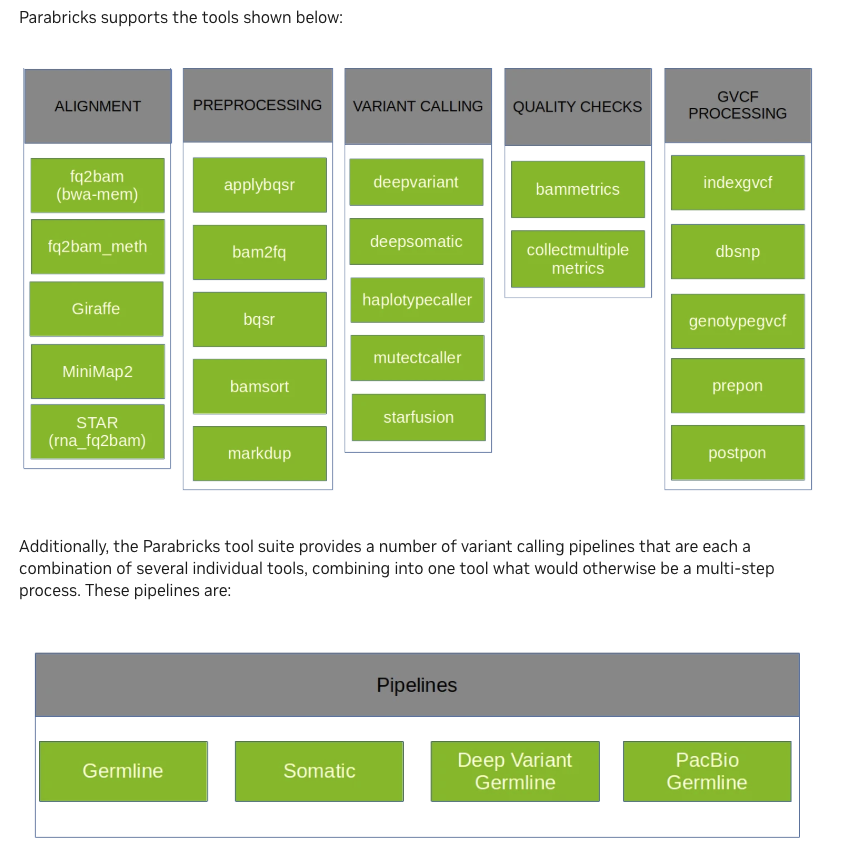 Parabricks supports the tools shown below:
ALIGNMENT
fq2bam
(bwa-mem)
fq2bam_meth
Giraffe
MiniMap2
STAR
(rna_fq2bam)
PREPROCESSING
applybqsr
bam2fq
bqsr
bamsort
markdup
VARIANT CALLING
deepvariant
deepsomatic
haplotypecaller
mutectcaller
starfusion
QUALITY CHECKS
bammetrics
collectmultiple
metrics
GVCF
PROCESSING
indexgvcf
dbsnp
genotypegvcf
prepon
postpon
Additionally, the Parabricks tool suite provides a number of variant calling pipelines that are each a
combination of several individual tools, combining into one tool what would otherwise be a multi-step
process. These pipelines are:
Pipelines
Germline
Somatic
Deep Variant
Germline
PacBio
Germline